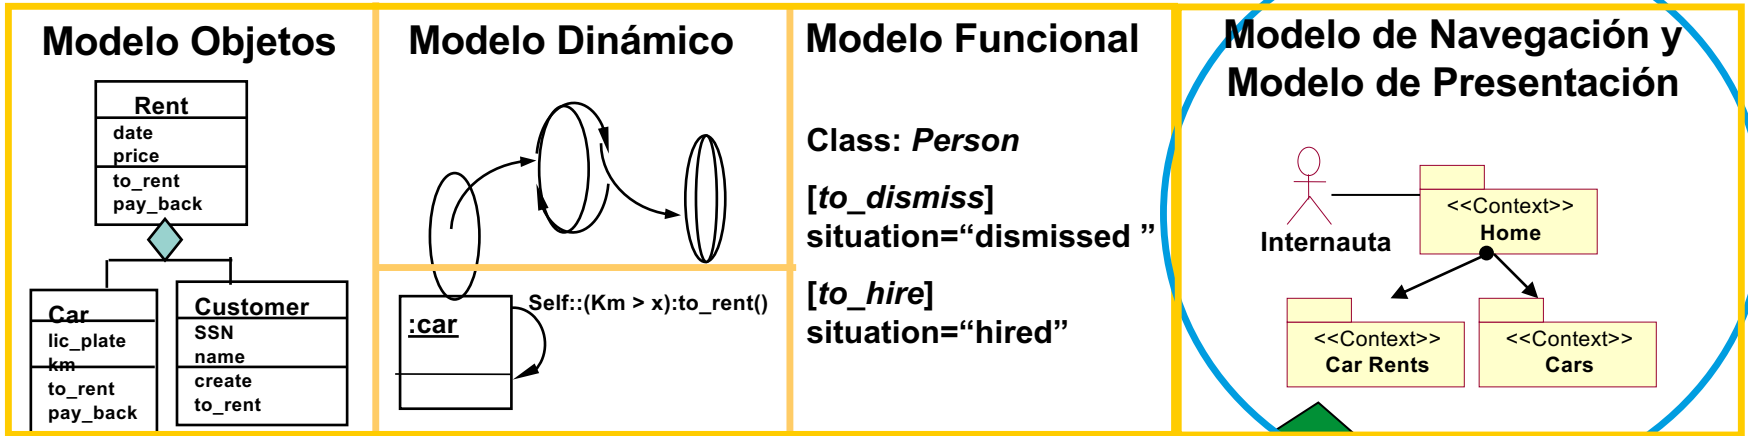 Modelo Objetos
Rent
date
price
to_rent
pay_back
Car
lic_plate
km
to_rent
pay_back
Customer
SSN
name
create
to_rent
Modelo Dinámico
:car
Self::(Km > x):to_rent()
Modelo Funcional
Class: Person
[to_dismiss]
situation=“dismissed ”
[to_hire]
situation=“hired”
Modelo de Navegación y
Modelo de Presentación
Internauta
<<Context>>
Home
<<Context>>
Car Rents
<<Context>>
Cars